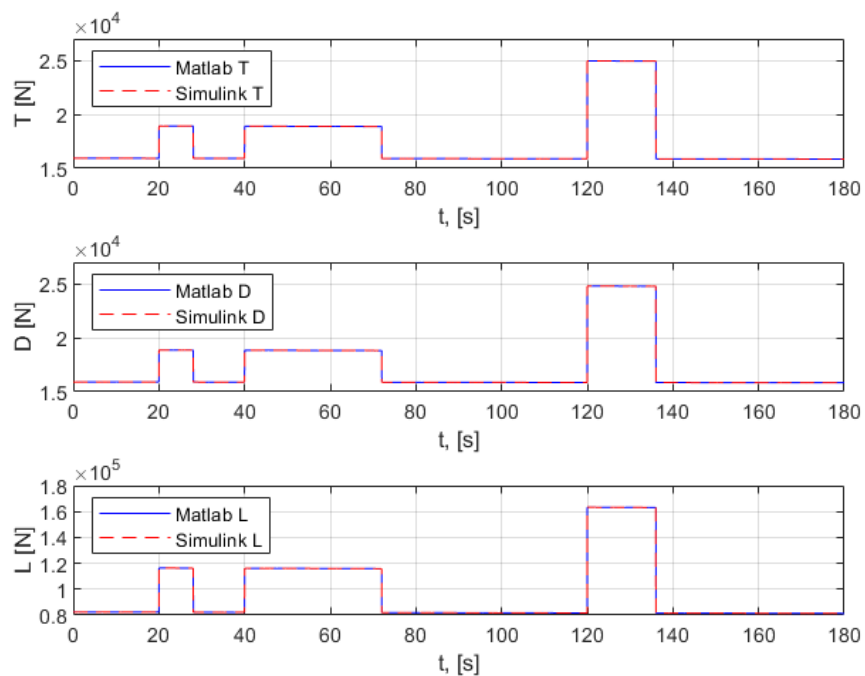 ×10⁴
2.5
2
1.5
T [N]
Matlab T
Simulink T
0 20 40 60 80 100 120 140 160 180
t, [s]
×10⁴
2.5
2
1.5
D [N]
Matlab D
Simulink D
0 20 40 60 80 100 120 140 160 180
t, [s]
×10⁵
1.8
1.6
1.4
1.2
1
0.8
L [N]
Matlab L
Simulink L
0 20 40 60 80 100 120 140 160 180
t, [s]